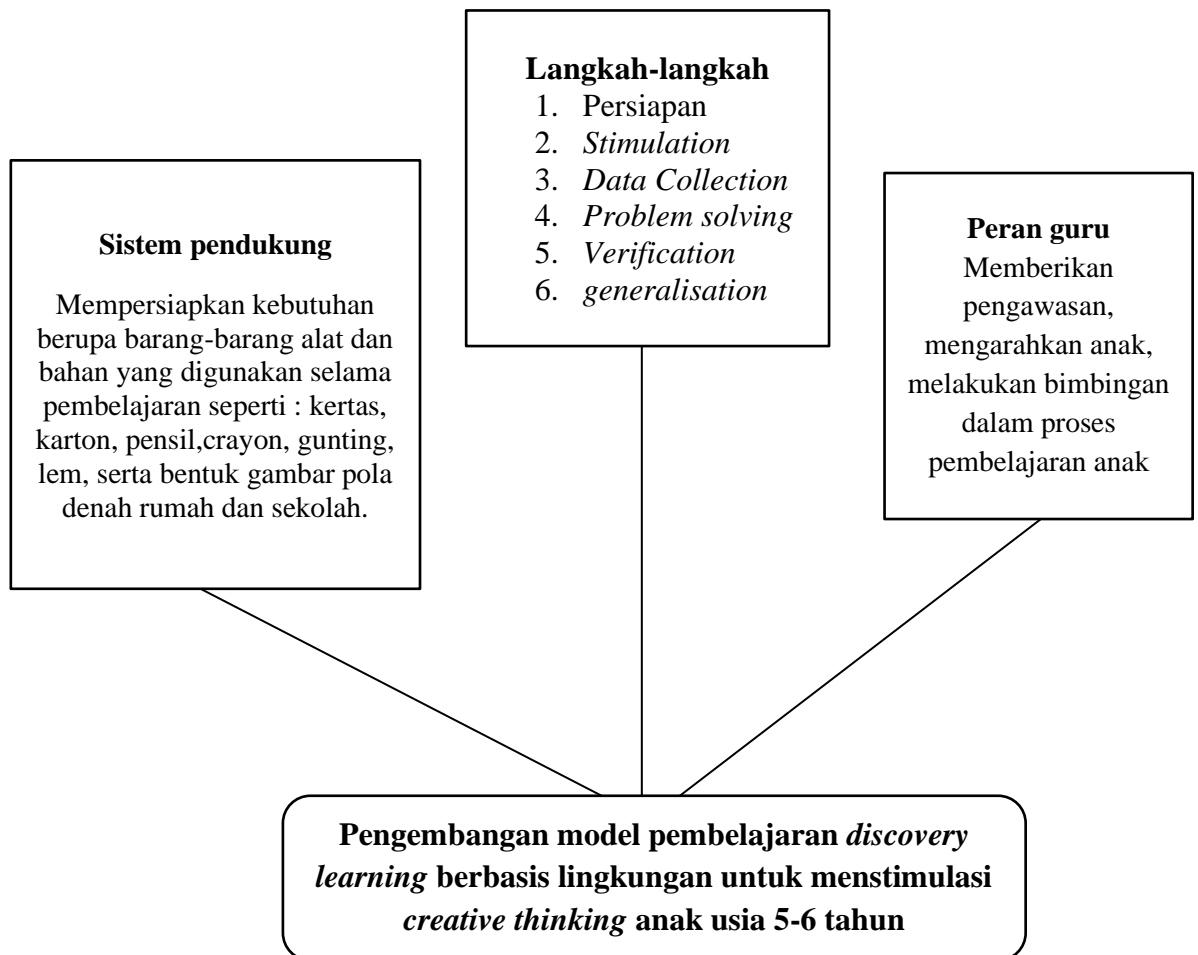 Langkah-langkah
1. Persiapan
2. Stimulation
3. Data Collection
4. Problem solving
5. Verification
6. generalisation
Sistem pendukung
Mempersiapkan kebutuhan
berupa barang-barang alat dan
bahan yang digunakan selama
pembelajaran seperti : kertas,
karton, pensil,crayon, gunting,
lem, serta bentuk gambar pola
denah rumah dan sekolah.
Peran guru
Memberikan
pengawasan,
mengarahkan anak,
melakukan bimbingan
dalam proses
pembelajaran anak
Pengembangan model pembelajaran discovery
learning berbasis lingkungan untuk menstimulasi
creative thinking anak usia 5-6 tahun